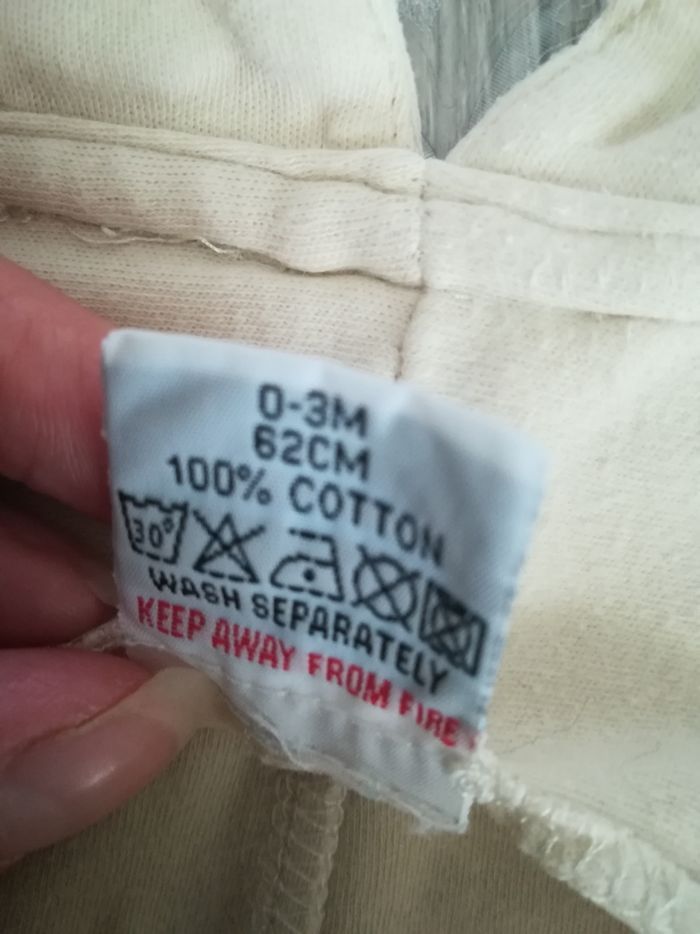 0-3M
62CM
100% COTTON
30°
WASH SEPARATELY
KEEP AWAY FROM FIRE